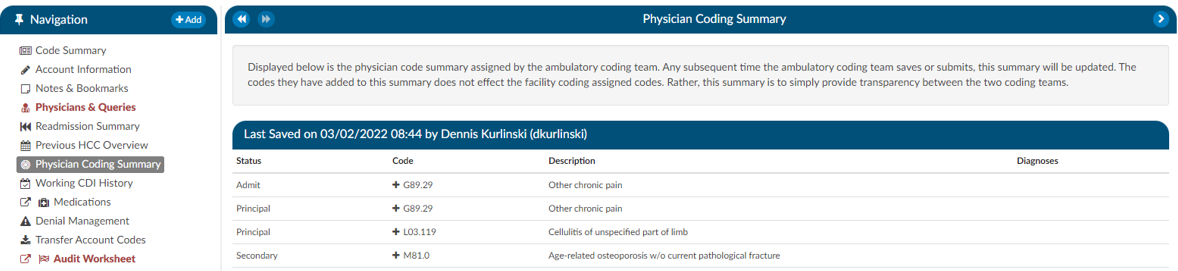 Navigation
+Add
Code Summary
Account Information
Notes & Bookmarks
Physicians & Queries
Readmission Summary
Previous HCC Overview
Physician Coding Summary
Working CDI History
Medications
Denial Management
Transfer Account Codes
Audit Worksheet
Physician Coding Summary
Displayed below is the physician code summary assigned by the ambulatory coding team. Any subsequent time the ambulatory coding team saves or submits, this summary will be updated. The
codes they have added to this summary does not effect the facility coding assigned codes. Rather, this summary is to simply provide transparency between the two coding teams.
Last Saved on 03/02/2022 08:44 by Dennis Kurlinski (dkurlinski)
Status Code Description Diagnoses
Admit + G89.29 Other chronic pain
Principal + G89.29 Other chronic pain
Principal + L03.119 Cellulitis of unspecified part of limb
Secondary + M81.0 Age-related osteoporosis w/o current pathological fracture